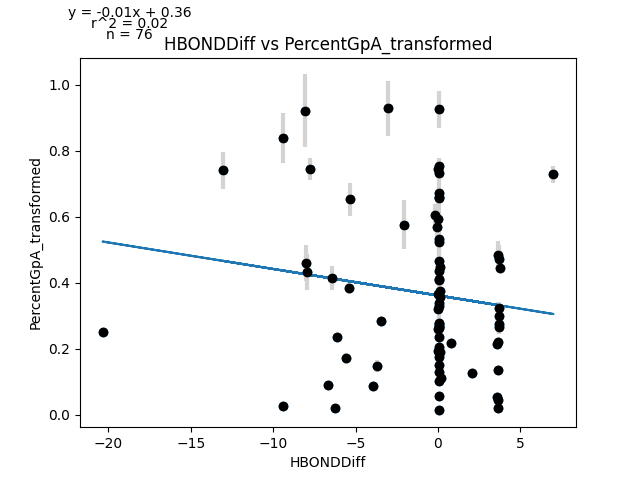 y = -0.01x + 0.36
r^2 = 0.02
n = 76
HBONDDiff vs PercentGpA_transformed
PercentGpA_transformed
1.0
0.8
0.6
0.4
0.2
0.0
−20
−15
−10
−5
0
5
HBONDDiff